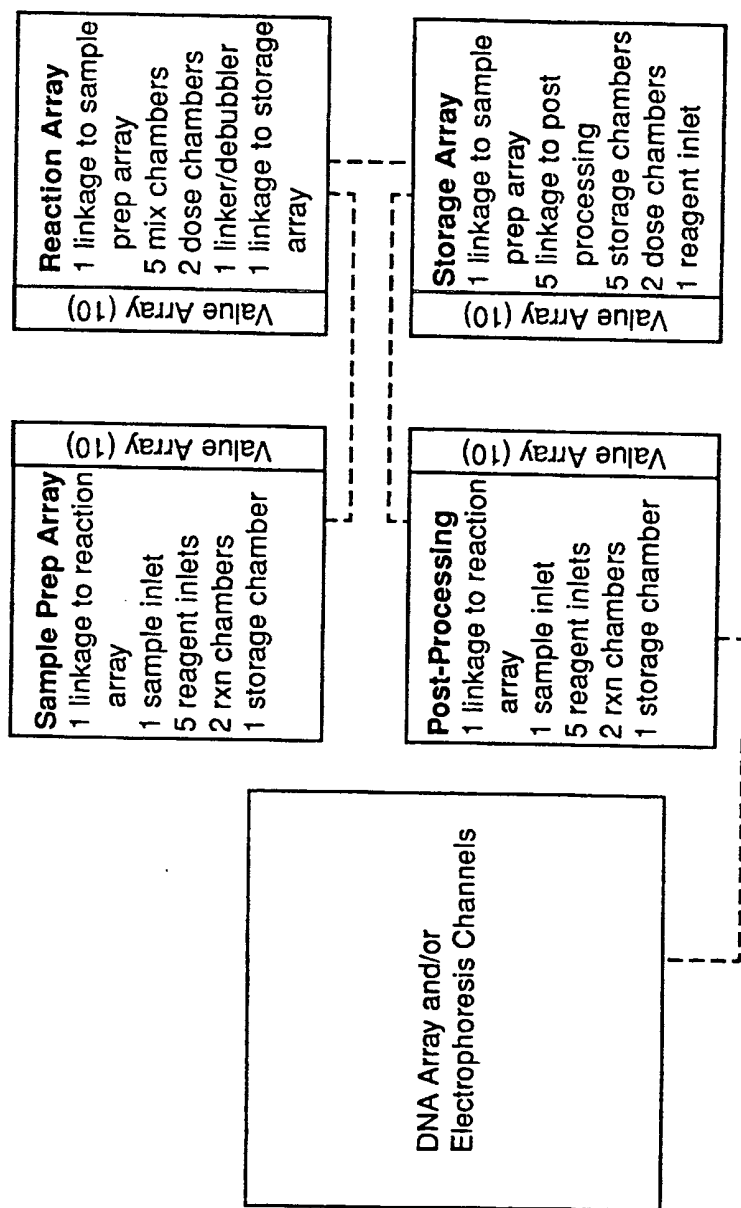 DNA Array and/or
Electrophoresis Channels
Sample Prep Array
1 linkage to reaction
array
1 sample inlet
5 reagent inlets
2 rxn chambers
1 storage chamber
Value Array (10)
Value Array (10)
Reaction Array
1 linkage to sample
prep array
5 mix chambers
2 dose chambers
1 linker/debubbler
1 linkage to storage
array
Post-Processing
1 linkage to reaction
array
1 sample inlet
5 reagent inlets
2 rxn chambers
1 storage chamber
Value Array (10)
Value Array (10)
Storage Array
1 linkage to sample
prep array
5 linkage to post
processing
5 storage chambers
2 dose chambers
1 reagent inlet